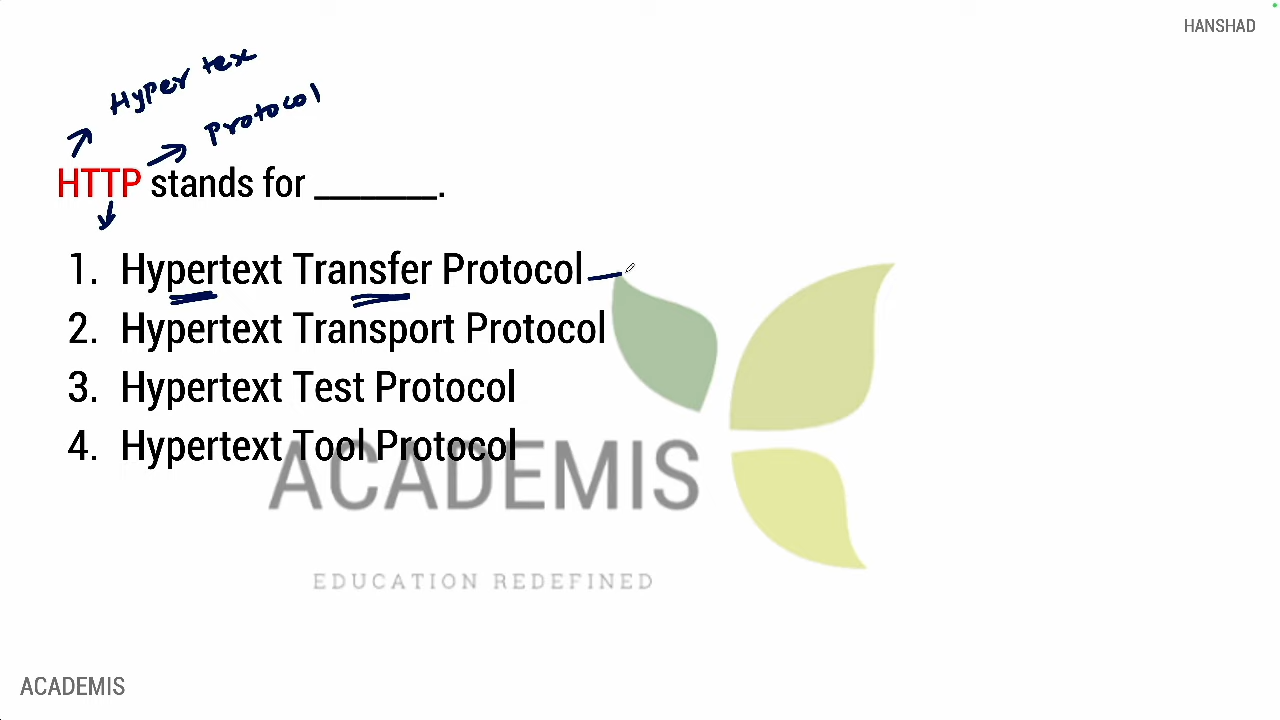 HANSHAD
Hyper tex
Protocol
HTTP stands for _______.
1. Hypertext Transfer Protocol
2. Hypertext Transport Protocol
3. Hypertext Test Protocol
4. Hypertext Tool Protocol
ACADEMIS
EDUCATION REDEFINED
ACADEMIS